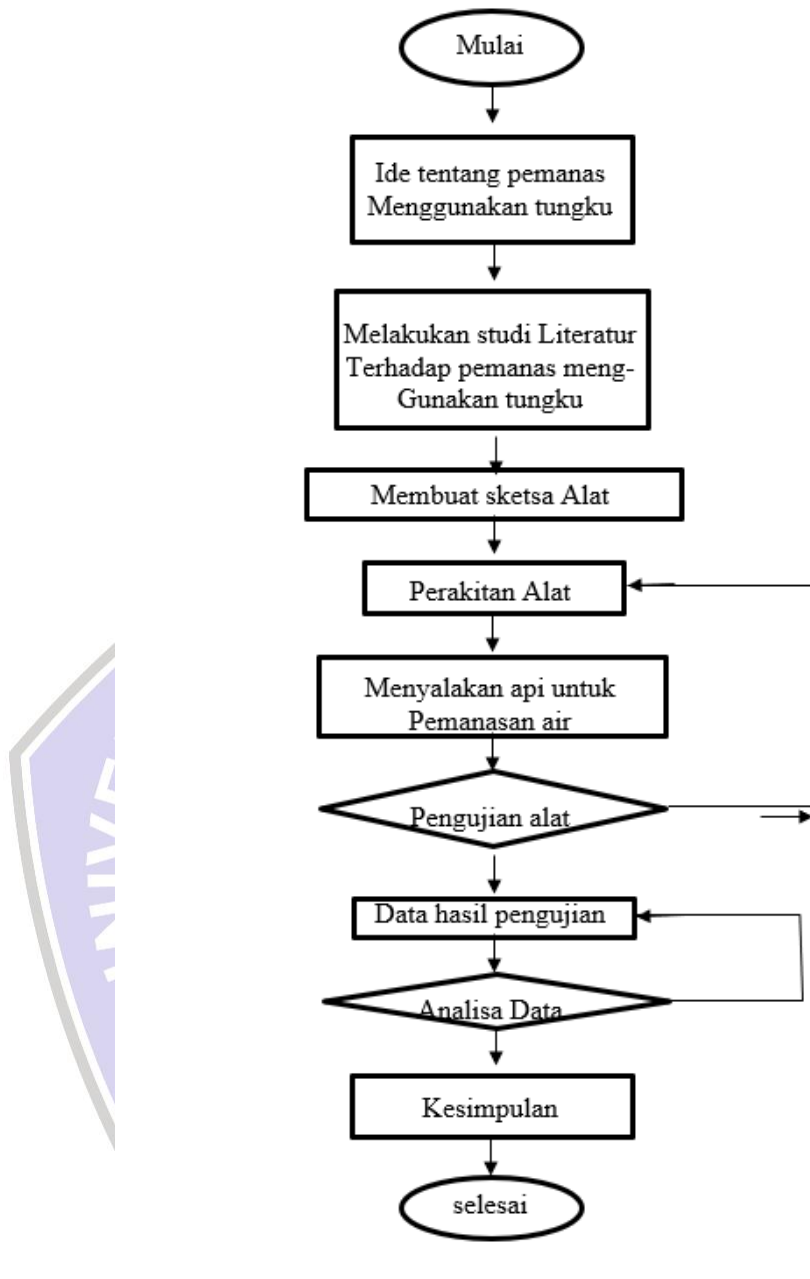 Mulai
Ide tentang pemanas
Menggunakan tungku
Melakukan studi Literatur
Terhadap pemanas meng-
Gunakan tungku
Membuat sketsa Alat
Perakitan Alat
Menyalakan api untuk
Pemanasan air
Pengujian alat
Data hasil pengujian
Analisa Data
Kesimpulan
selesai